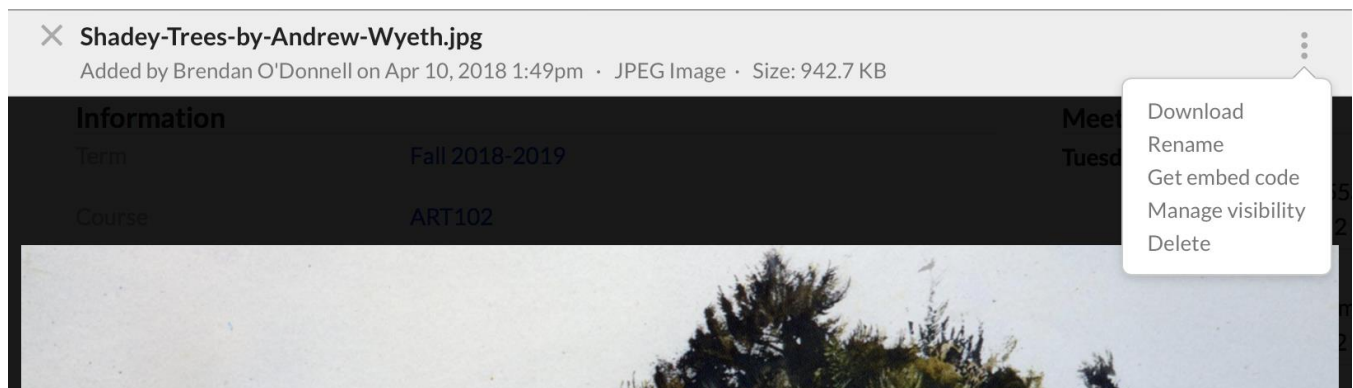 Shadey-Trees-by-Andrew-Wyeth.jpg
Added by Brendan O'Donnell on Apr 10, 2018 1:49pm · JPEG Image · Size: 942.7 KB
Download
Rename
Get embed code
Manage visibility
Delete
Information
Term Fall 2018-2019
Course ART102